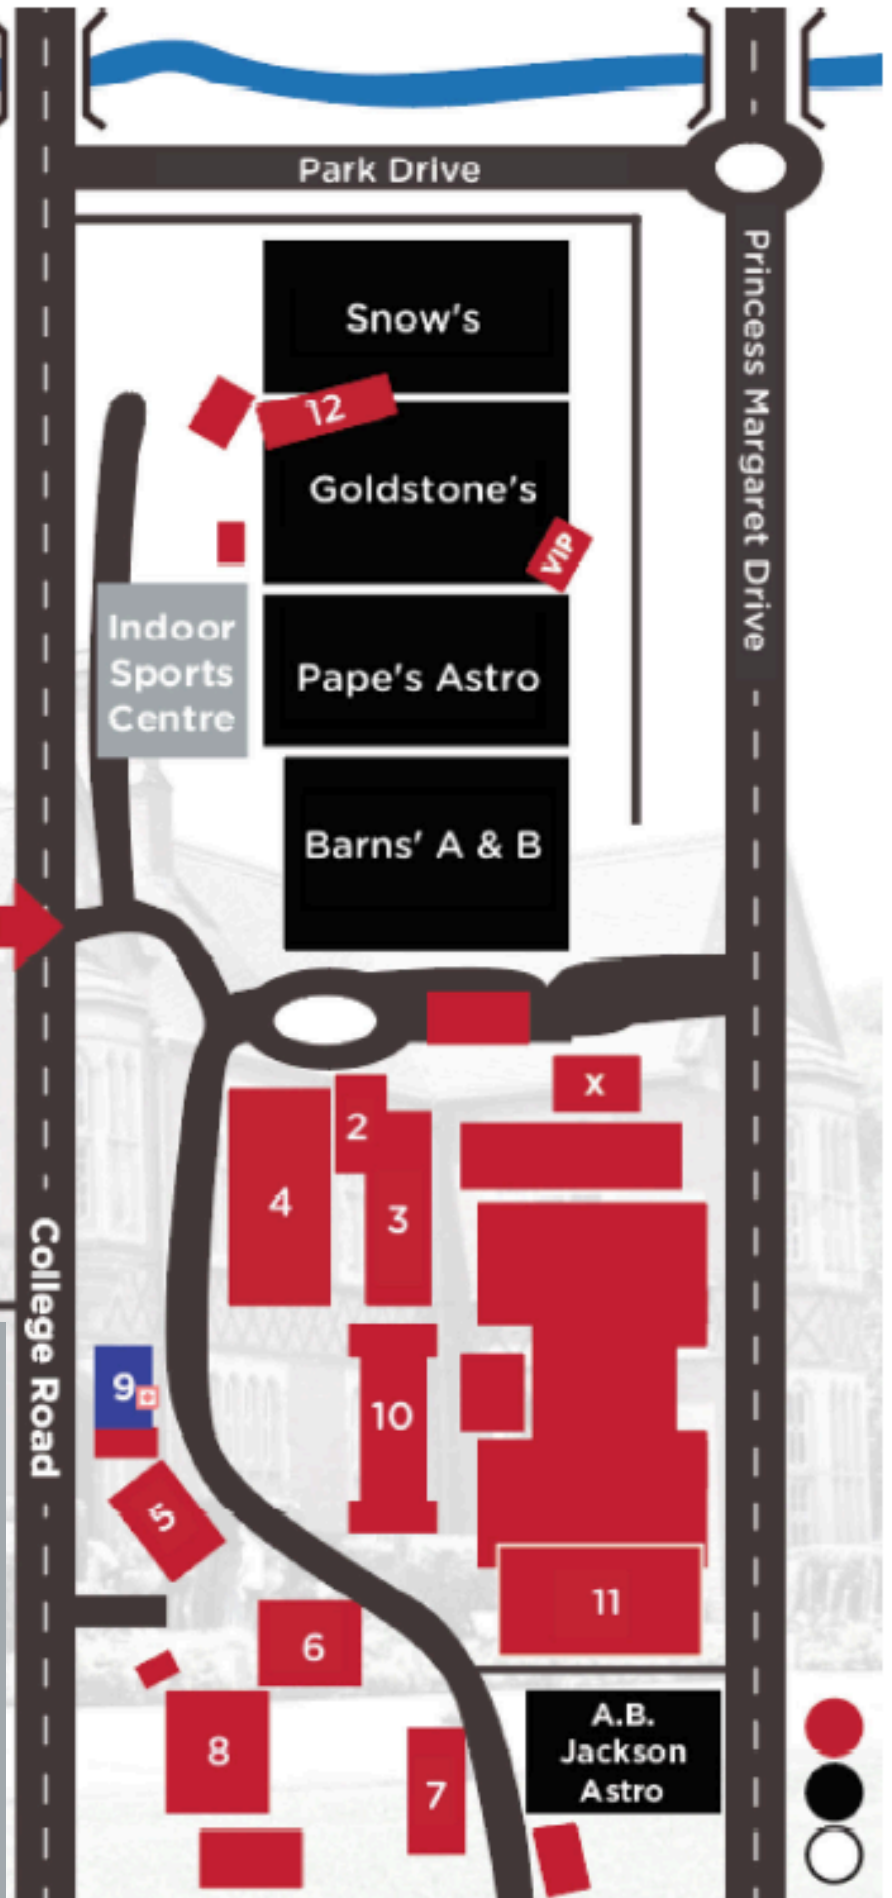 Park Drive
Princess Margaret Drive
Snow's
12
Goldstone's
VIP
Indoor
Sports
Centre
Pape's Astro
Barns' A & B
X
2
4
3
College Road
9
10
5
11
6
A.B.
Jackson
Astro
8
7